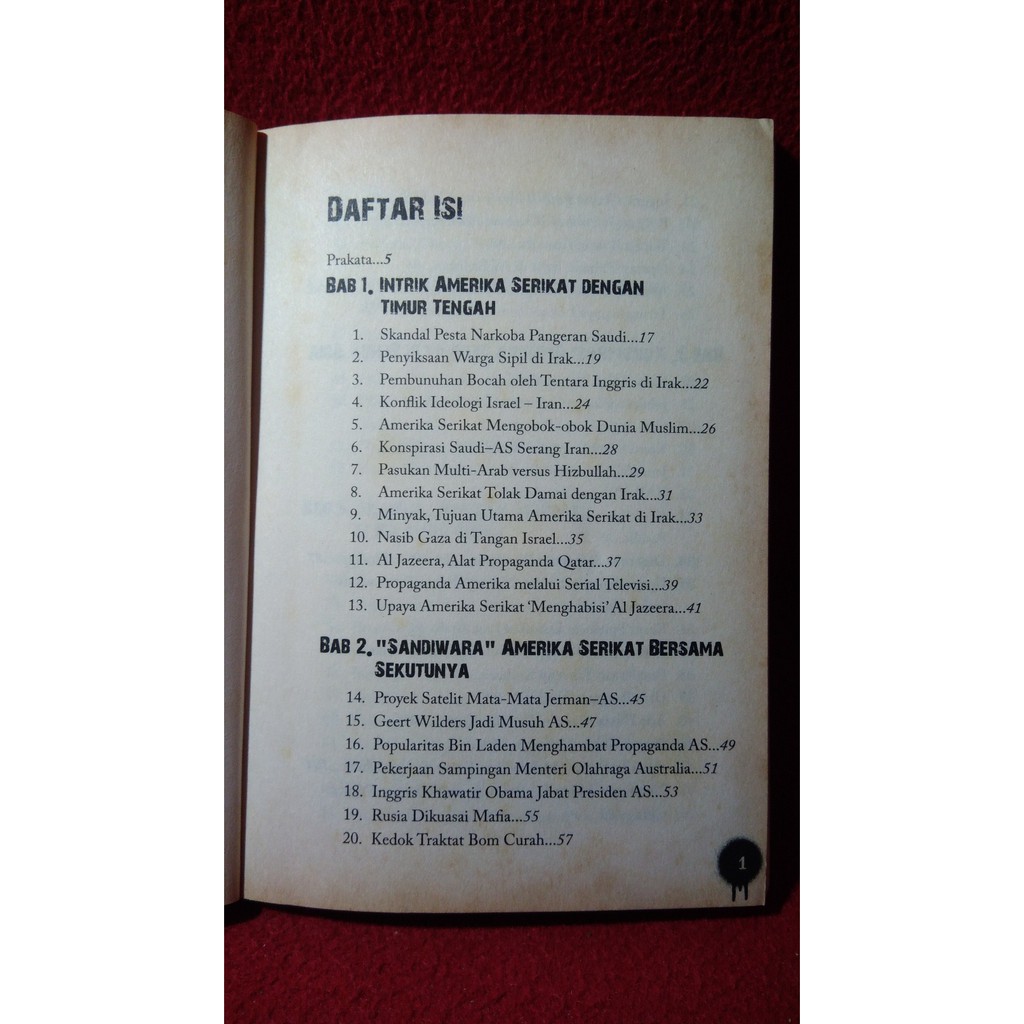 DAFTAR ISI
Prakata...5
BAB 1. INTRIK AMERIKA SERIKAT DENGAN
TIMUR TENGAH
1. Skandal Pesta Narkoba Pangeran Saudi...17
2. Penyiksaan Warga Sipil di Irak...19
3. Pembunuhan Bocah oleh Tentara Inggris di Irak...22
4. Konflik Ideologi Israel – Iran...24
5. Amerika Serikat Mengobok-obok Dunia Muslim...26
6. Konspirasi Saudi–AS Serang Iran...28
7. Pasukan Multi-Arab versus Hizbullah...29
8. Amerika Serikat Tolak Damai dengan Irak...31
9. Minyak, Tujuan Utama Amerika Serikat di Irak...33
10. Nasib Gaza di Tangan Israel...35
11. Al Jazeera, Alat Propaganda Qatar...37
12. Propaganda Amerika melalui Serial Televisi...39
13. Upaya Amerika Serikat ‘Menghabisi’ Al Jazeera...41
BAB 2. "SANDIWARA" AMERIKA SERIKAT BERSAMA
SEKUTUNYA
14. Proyek Satelit Mata-Mata Jerman–AS...45
15. Geert Wilders Jadi Musuh AS...47
16. Popularitas Bin Laden Menghambat Propaganda AS...49
17. Pekerjaan Sampingan Menteri Olahraga Australia...51
18. Inggris Khawatir Obama Jabat Presiden AS...53
19. Rusia Dikuasai Mafia...55
20. Kedok Traktat Bom Curah...57
1